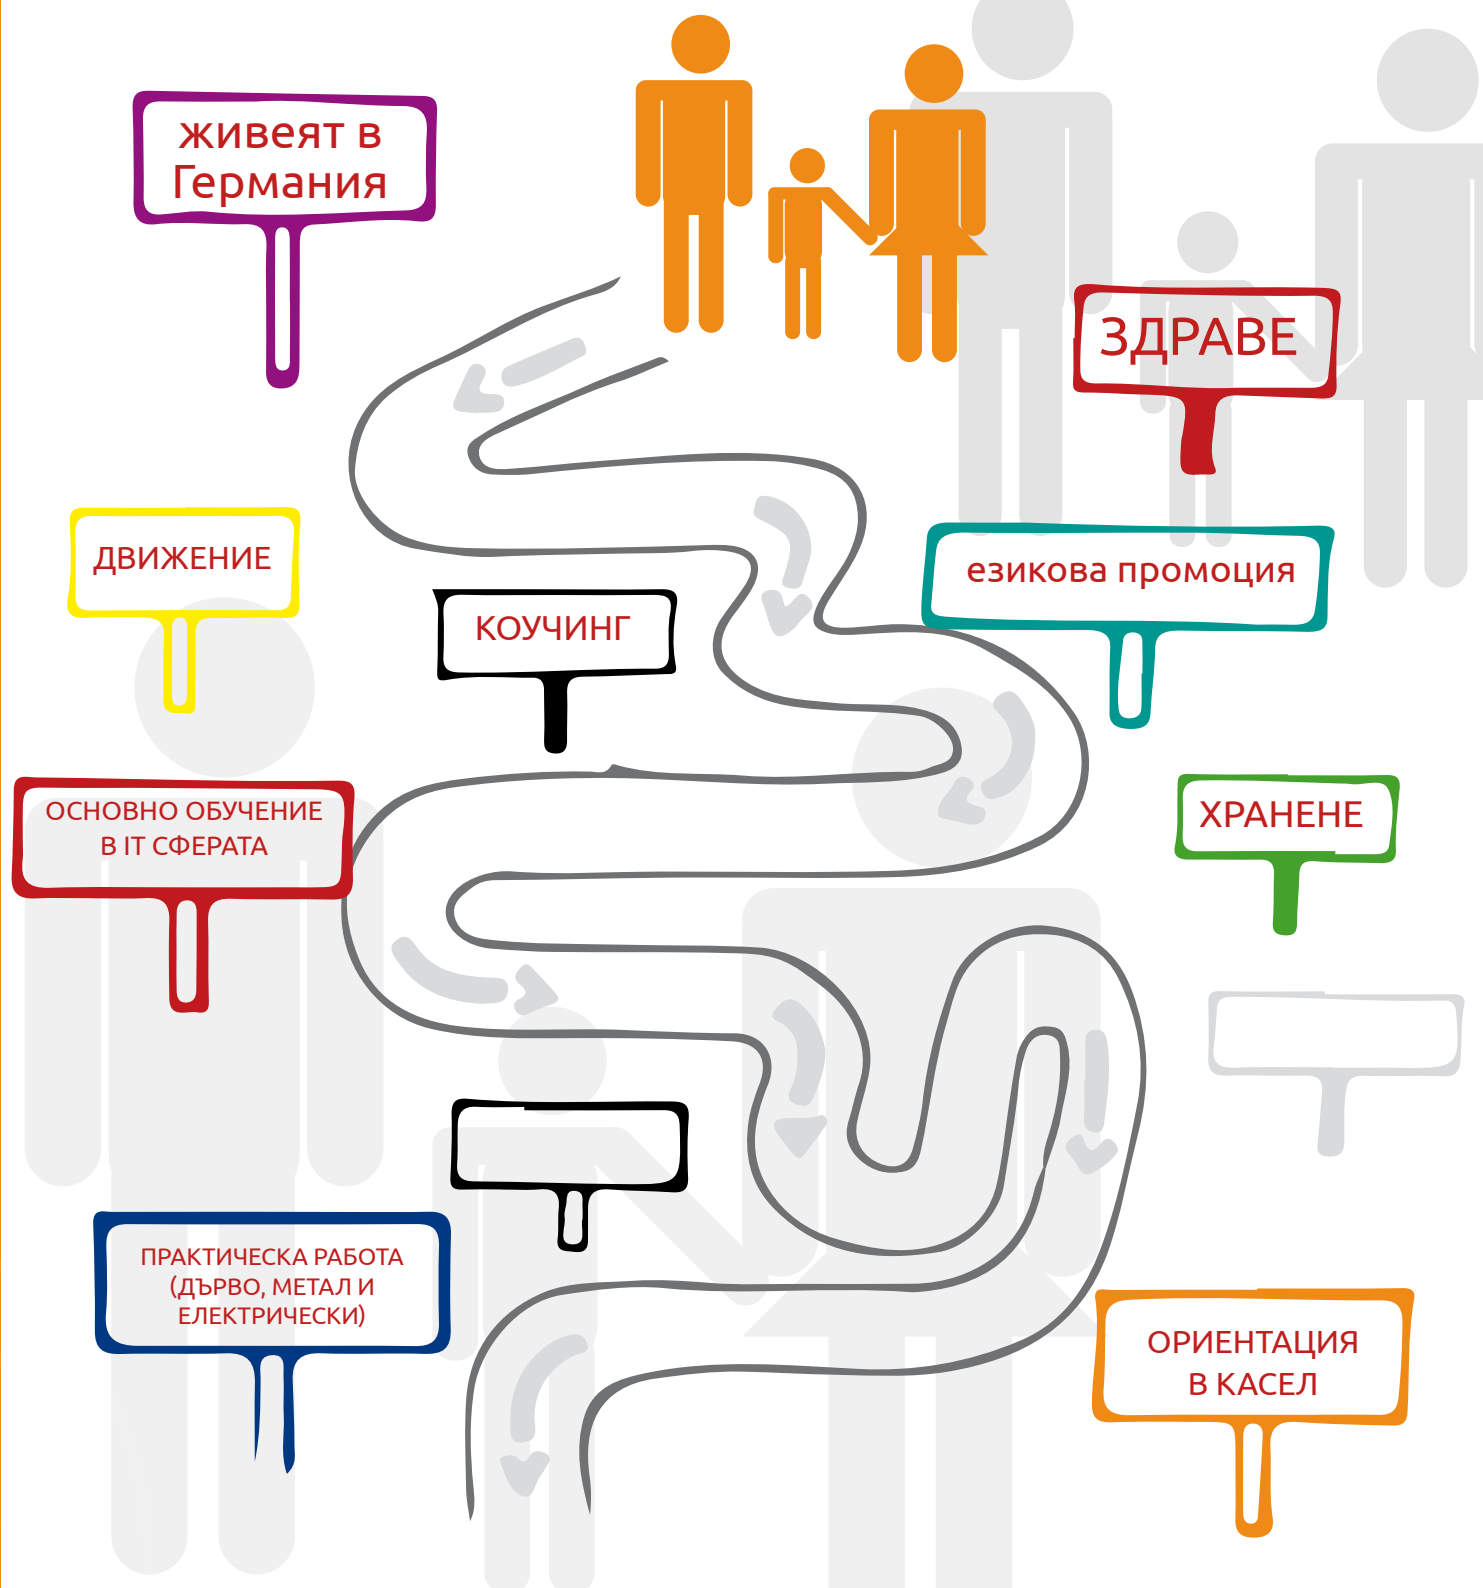 живеят в
Германия
ЗДРАВЕ
ДВИЖЕНИЕ
езикова промоция
КОУЧИНГ
ОСНОВНО ОБУЧЕНИЕ
В IT СФЕРАТА
ХРАНЕНЕ
ПРАКТИЧЕСКА РАБОТА
(ДЪРВО, МЕТАЛ И
ЕЛЕКТРИЧЕСКИ)
ОРИЕНТАЦИЯ
В КАСЕЛ